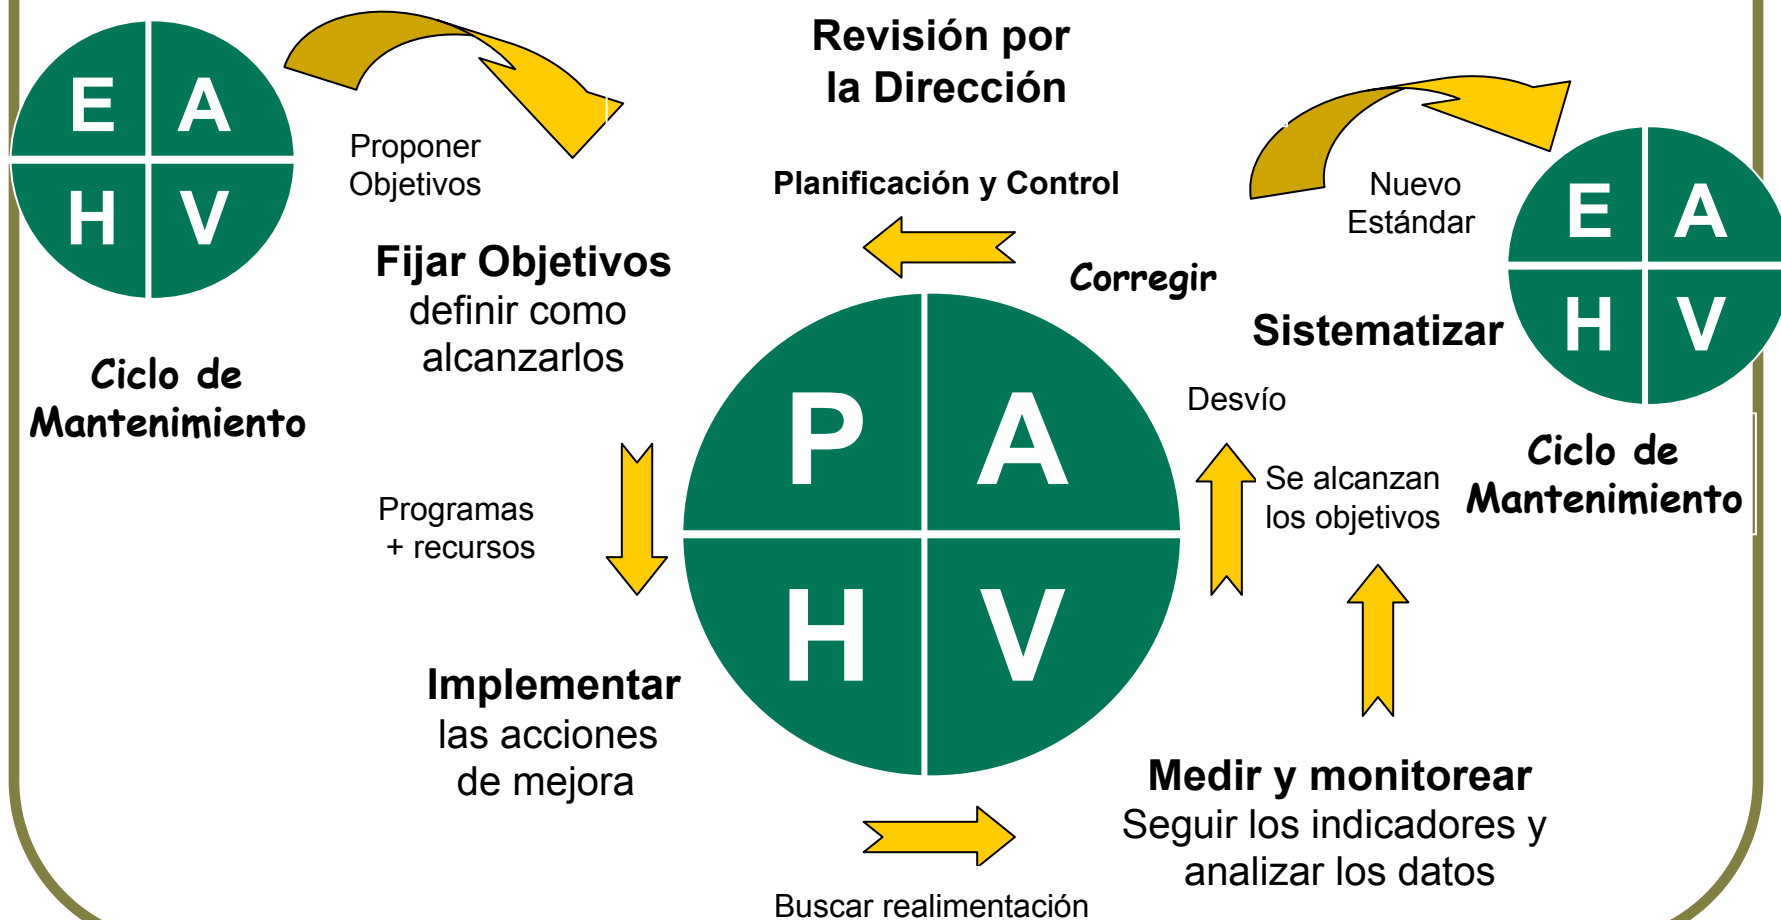 E A
H V
Ciclo de
Mantenimiento
Proponer
Objetivos
Revisión por
la Dirección
Planificación y Control
Fijar Objetivos
definir como
alcanzarlos
Programas
+ recursos
Implementar
las acciones
de mejora
P A
H V
Buscar realimentación
Medir y monitorear
Seguir los indicadores y
analizar los datos
Corregir
Desvío
Se alcanzan
los objetivos
Sistematizar
Nuevo
Estándar
E A
H V
Ciclo de
Mantenimiento